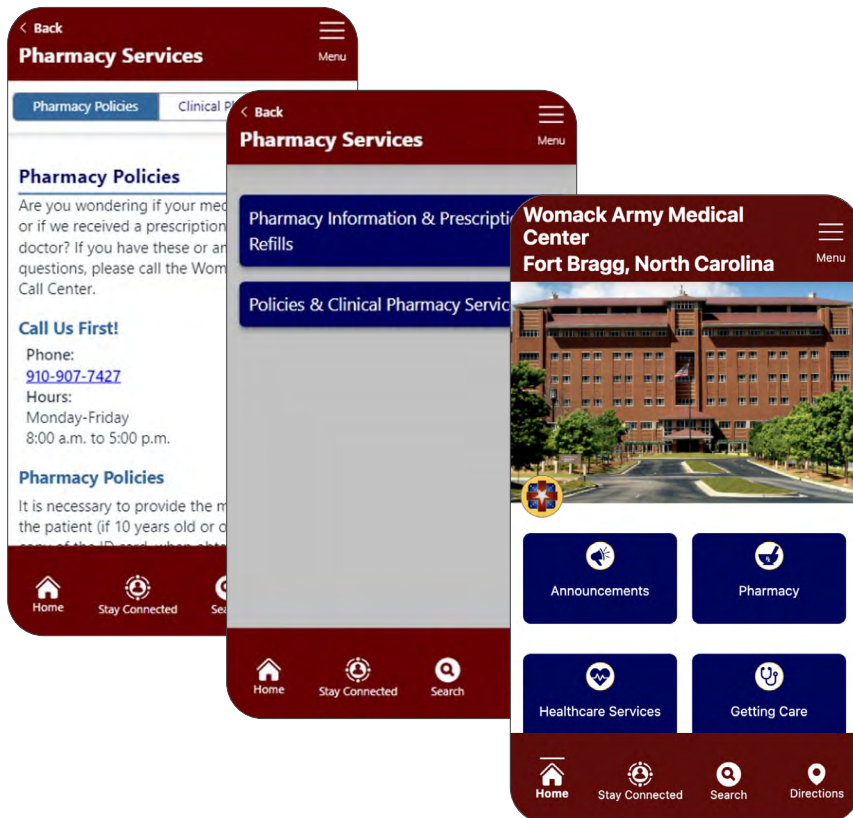 < Back
Pharmacy Services
Menu
Pharmacy Policies
Clinical
Pharmacy Policies
Are you wondering if your
or if we received a prescription
doctor? If you have these or
questions, please call the
Call Center.
Call Us First!
Phone:
910-907-7427
Hours:
Monday-Friday
8:00 a.m. to 5:00 p.m.
Pharmacy Policies
It is necessary to provide the
the patient (if 10 years old or
Home
Stay Connected
< Back
Pharmacy Services
Menu
Pharmacy Information & Prescripti
Refills
Policies & Clinical Pharmacy Servic
Home
Stay Connected
Search
Womack Army Medical
Center
Fort Bragg, North Carolina
Menu
Announcements
Pharmacy
Healthcare Services
Getting Care
Home
Stay Connected
Search
Directions